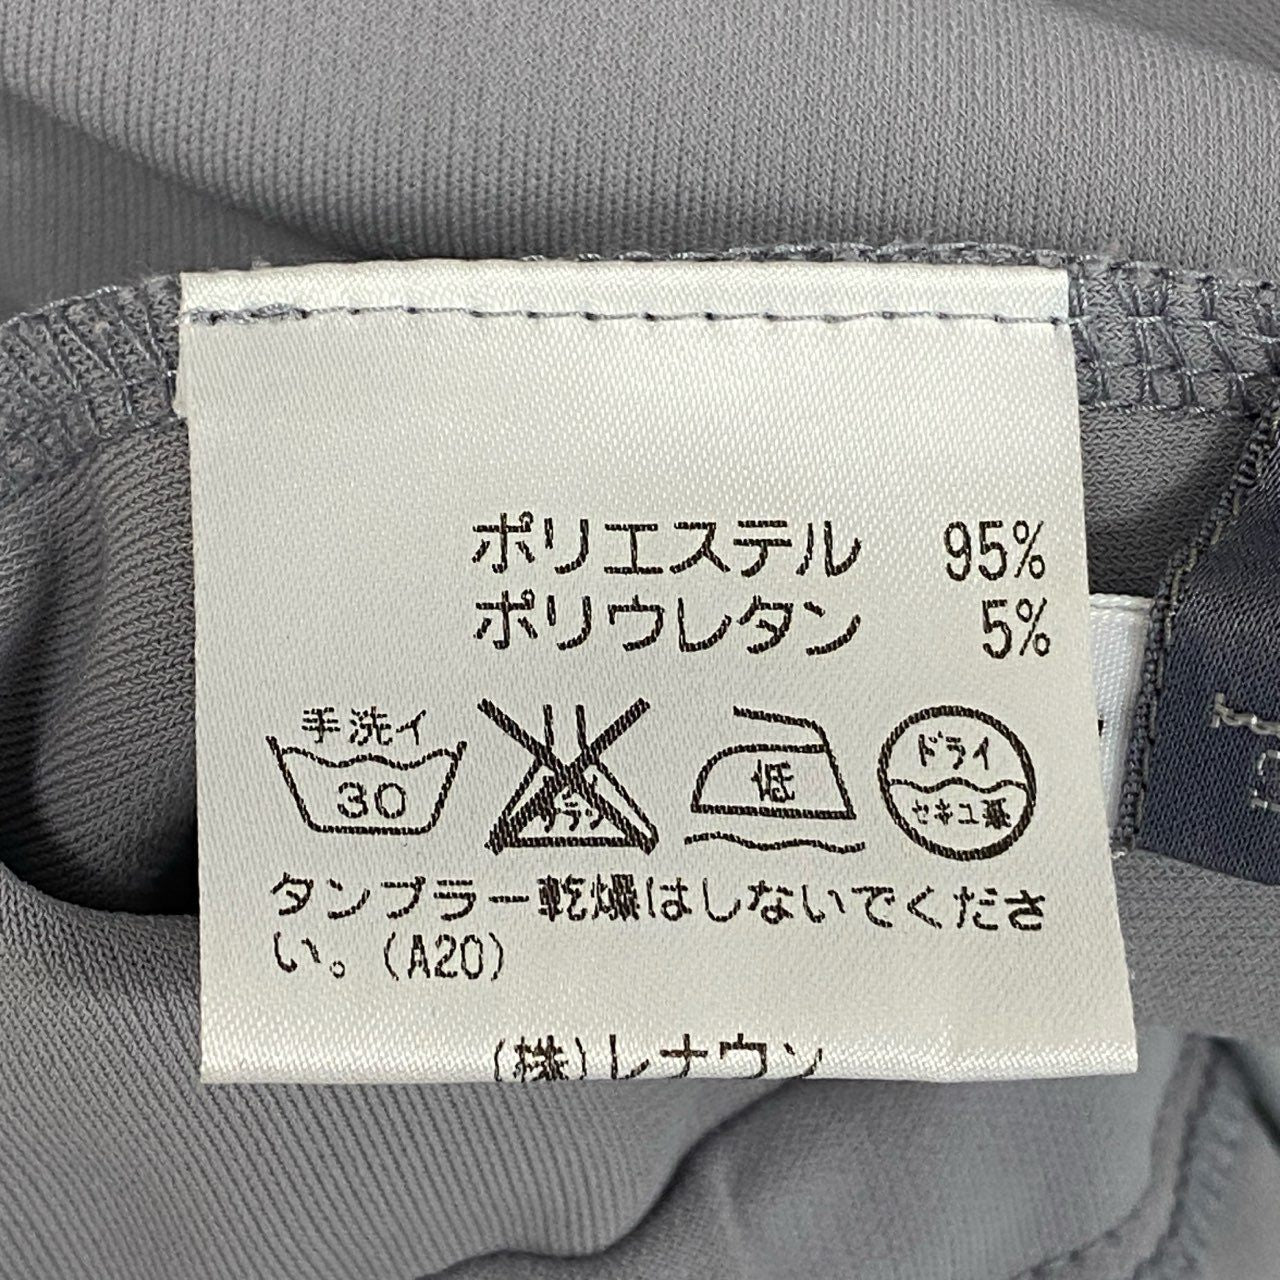 ポリエステル 95%
ポリウレタン 5%
手洗イ
30
低
ドライ
セキユ系
タンブラー乾燥はしないでくださ
い。(A20)
(株)レナウン